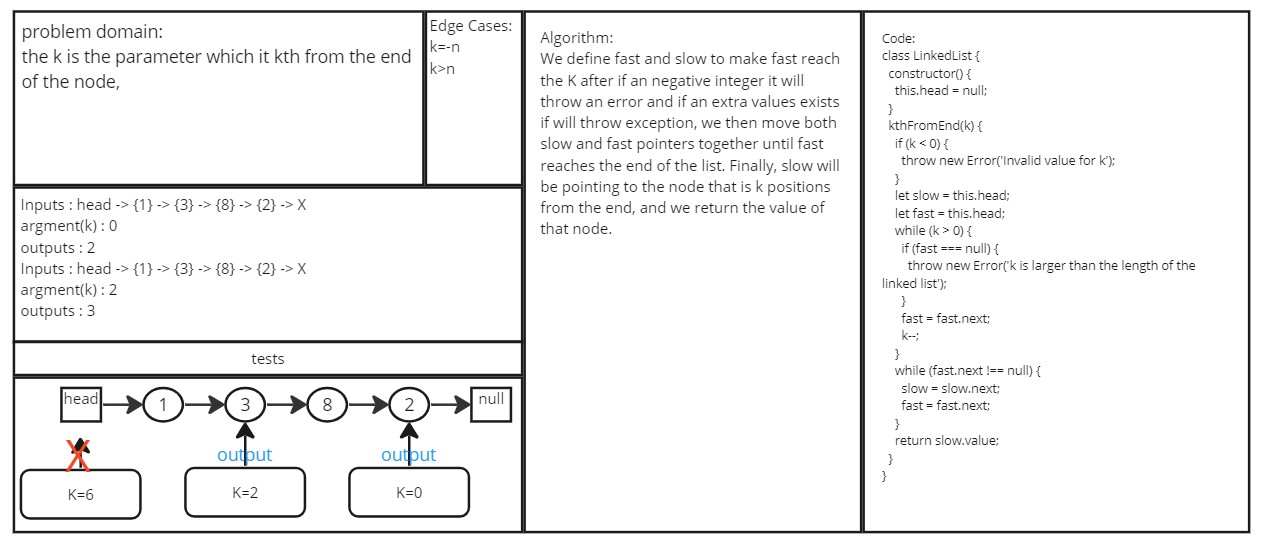 problem domain:
the k is the parameter which it kth from the end
of the node,
Edge Cases:
k=-n
k>n
Inputs : head -> {1} -> {3} -> {8} -> {2} -> X
argment(k) : 0
outputs : 2
Inputs : head -> {1} -> {3} -> {8} -> {2} -> X
argment(k) : 2
outputs : 3
tests
head
1
3
8
2
null
output
output
K=6
K=2
K=0
Algorithm:
We define fast and slow to make fast reach
the K after if an negative integer it will
throw an error and if an extra values exists
if will throw exception, we then move both
slow and fast pointers together until fast
reaches the end of the list. Finally, slow will
be pointing to the node that is k positions
from the end, and we return the value of
that node.
Code:
class LinkedList {
constructor() {
this.head = null;
}
kthFromEnd(k) {
if (k < 0) {
throw new Error('Invalid value for k');
}
let slow = this.head;
let fast = this.head;
while (k > 0) {
if (fast === null) {
throw new Error('k is larger than the length of the
linked list');
}
fast = fast.next;
k--;
}
while (fast.next !== null) {
slow = slow.next;
fast = fast.next;
}
return slow.value;
}
}